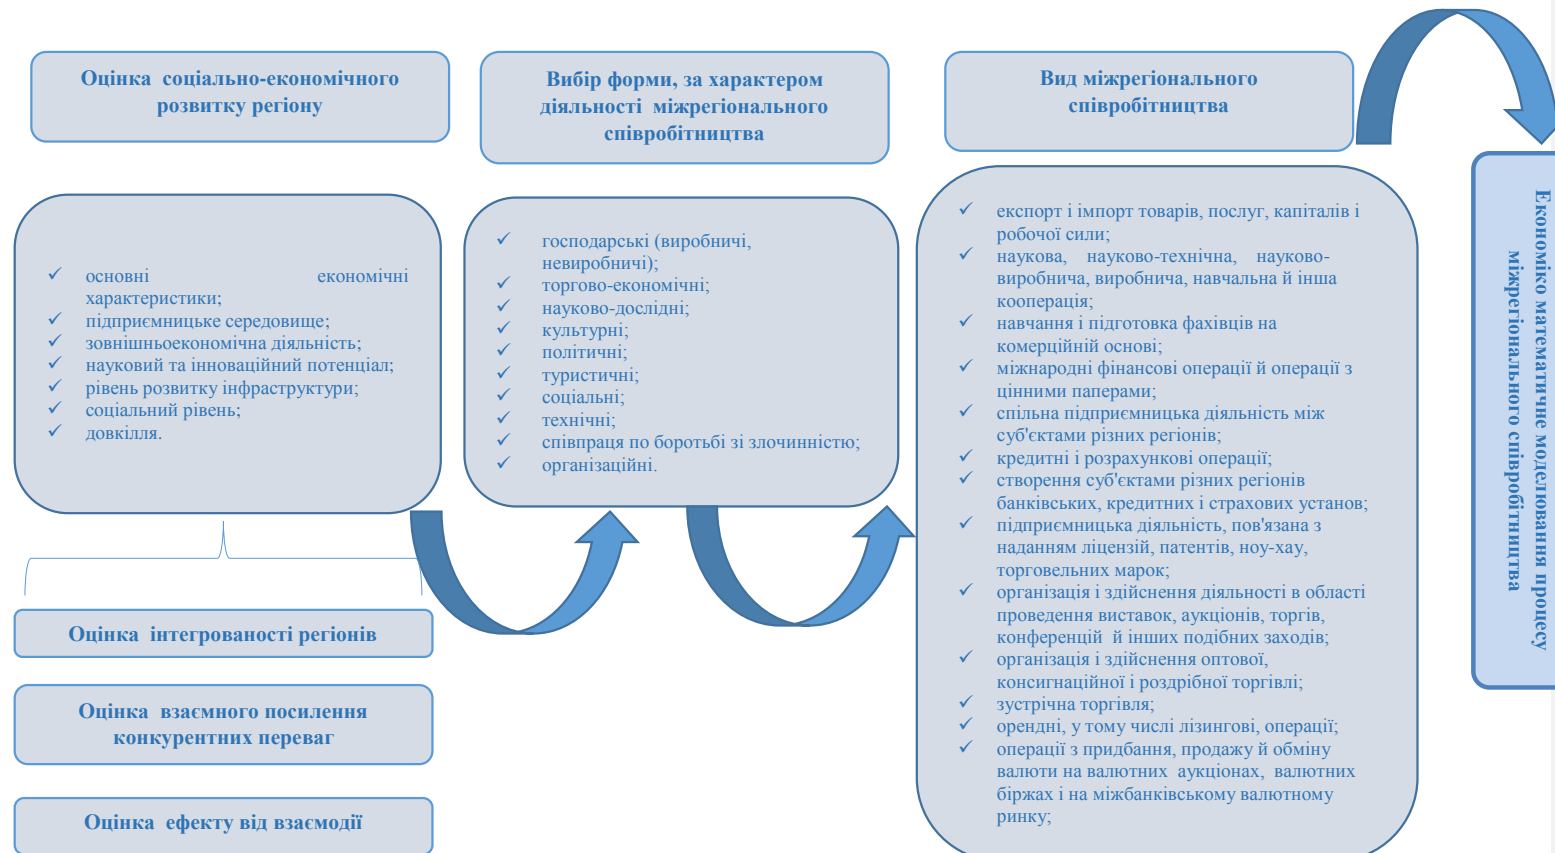 Оцінка соціально-економічного
розвитку регіону
основні економічні
характеристики;
підприємницьке середовище;
зовнішньоекономічна діяльність;
науковий та інноваційний потенціал;
рівень розвитку інфраструктури;
соціальний рівень;
довкілля.
Оцінка інтегрованості регіонів
Оцінка взаємного посилення
конкурентних переваг
Оцінка ефекту від взаємодії
Вибір форми, за характером
діяльності міжрегіонального
співробітництва
господарські (виробничі,
невиробничі);
торгово-економічні;
науково-дослідні;
культурні;
політичні;
туристичні;
соціальні;
технічні;
співпраця по боротьбі зі злочинністю;
організаційні.
Вид міжрегіонального
співробітництва
експорт і імпорт товарів, послуг, капіталів і
робочої сили;
наукова, науково-технічна, науково-
виробнича, виробнича, навчальна й інша
кооперація;
навчання і підготовка фахівців на
комерційній основі;
міжнародні фінансові операції й операції з
цінними паперами;
спільна підприємницька діяльність між
суб'єктами різних регіонів;
кредитні і розрахункові операції;
створення суб'єктами різних регіонів
банківських, кредитних і страхових установ;
підприємницька діяльність, пов'язана з
наданням ліцензій, патентів, ноу-хау,
торговельних марок;
організація і здійснення діяльності в області
проведення виставок, аукціонів, торгів,
конференцій й інших подібних заходів;
організація і здійснення оптової,
консигнаційної і роздрібної торгівлі;
зустрічна торгівля;
орендні, у тому числі лізингові, операції;
операції з придбання, продажу й обміну
валюти на валютних аукціонах, валютних
біржах і на міжбанківському валютному
ринку;
Економіко математичне моделювання процесу
міжрегіонального співробітництва